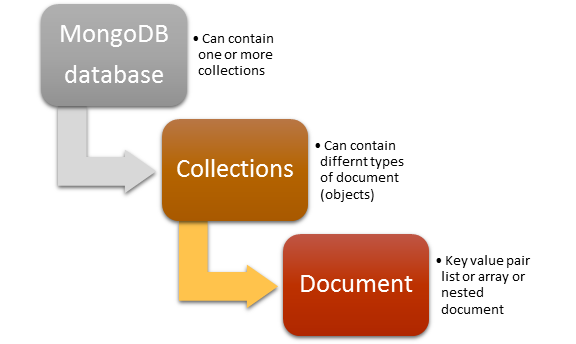 MongoDB
database
• Can contain
one or more
collections
Collections
• Can contain
differnt types
of document
(objects)
Document
• Key value pair
list or array or
nested
document